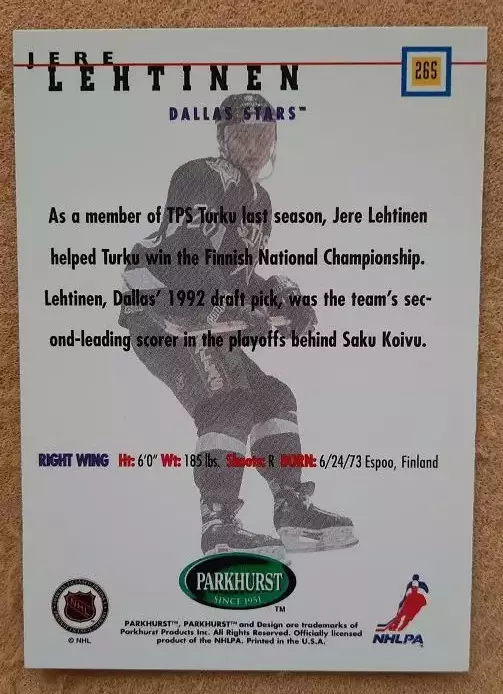 JERE
LEHTINEN
265
DALLAS STARS™
As a member of TPS Turku last season, Jere Lehtinen
helped Turku win the Finnish National Championship.
Lehtinen, Dallas' 1992 draft pick, was the team's sec-
ond-leading scorer in the playoffs behind Saku Koivu.
RIGHT WING Ht: 6'0" Wt: 185 lbs. Shoots: R BORN: 6/24/73 Espoo, Finland
PARKHURST
SINCE 1951
™
NHL
© NHL
PARKHURST™, PARKHURST™ and Design are trademarks of
Parkhurst Products Inc. All Rights Reserved. Officially licensed
product of the NHLPA. Printed in the U.S.A.
NHLPA